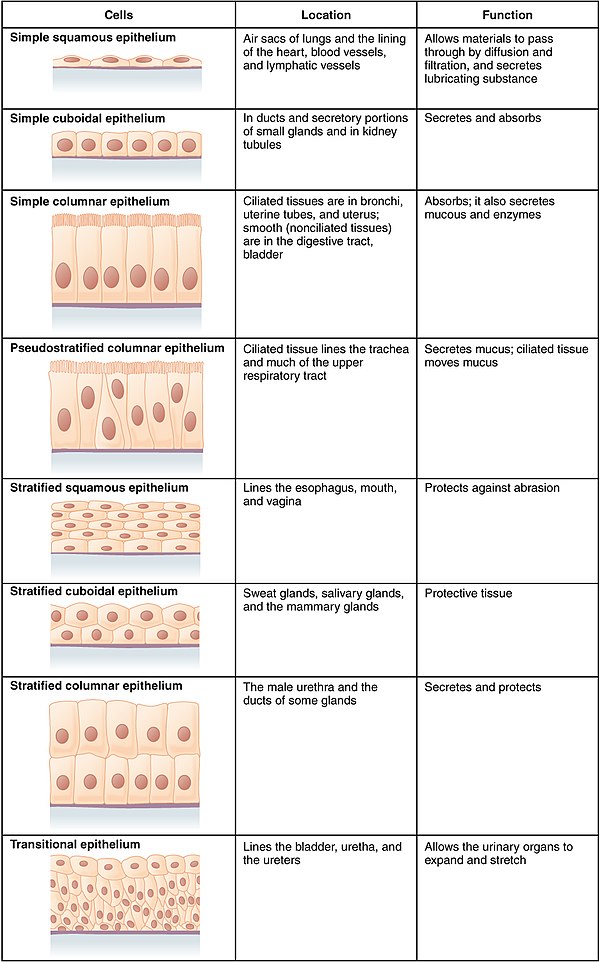 Cells
Location
Function
Simple squamous epithelium
Air sacs of lungs and the lining
of the heart, blood vessels,
and lymphatic vessels
Allows materials to pass
through by diffusion and
filtration, and secretes
lubricating substance
Simple cuboidal epithelium
In ducts and secretory portions
of small glands and in kidney
tubules
Secretes and absorbs
Simple columnar epithelium
Ciliated tissues are in bronchi,
uterine tubes, and uterus;
smooth (nonciliated tissues)
are in the digestive tract,
bladder
Absorbs; it also secretes
mucous and enzymes
Pseudostratified columnar epithelium
Ciliated tissue lines the trachea
and much of the upper
respiratory tract
Secretes mucus; ciliated tissue
moves mucus
Stratified squamous epithelium
Lines the esophagus, mouth,
and vagina
Protects against abrasion
Stratified cuboidal epithelium
Sweat glands, salivary glands,
and the mammary glands
Protective tissue
Stratified columnar epithelium
The male urethra and the
ducts of some glands
Secretes and protects
Transitional epithelium
Lines the bladder, uretha, and
the ureters
Allows the urinary organs to
expand and stretch